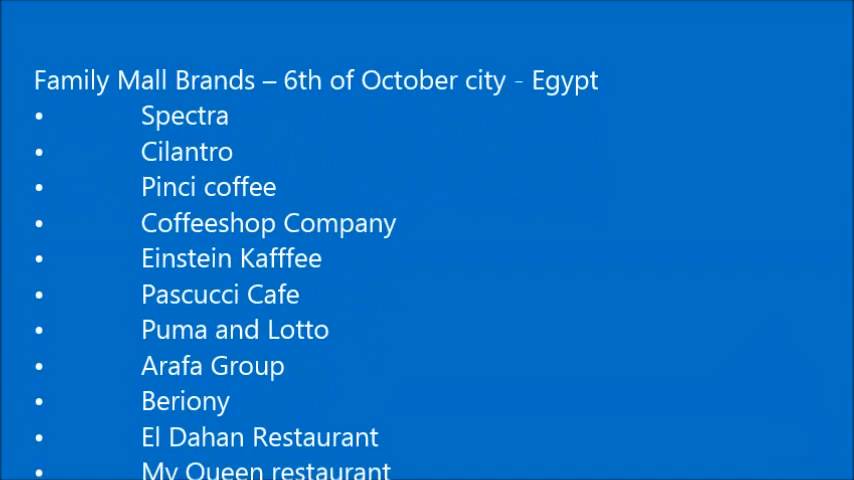 Family Mall Brands – 6th of October city - Egypt
• Spectra
• Cilantro
• Pinci coffee
• Coffeeshop Company
• Einstein Kafffee
• Pascucci Cafe
• Puma and Lotto
• Arafa Group
• Beriony
• El Dahan Restaurant
• My Queen restaurant